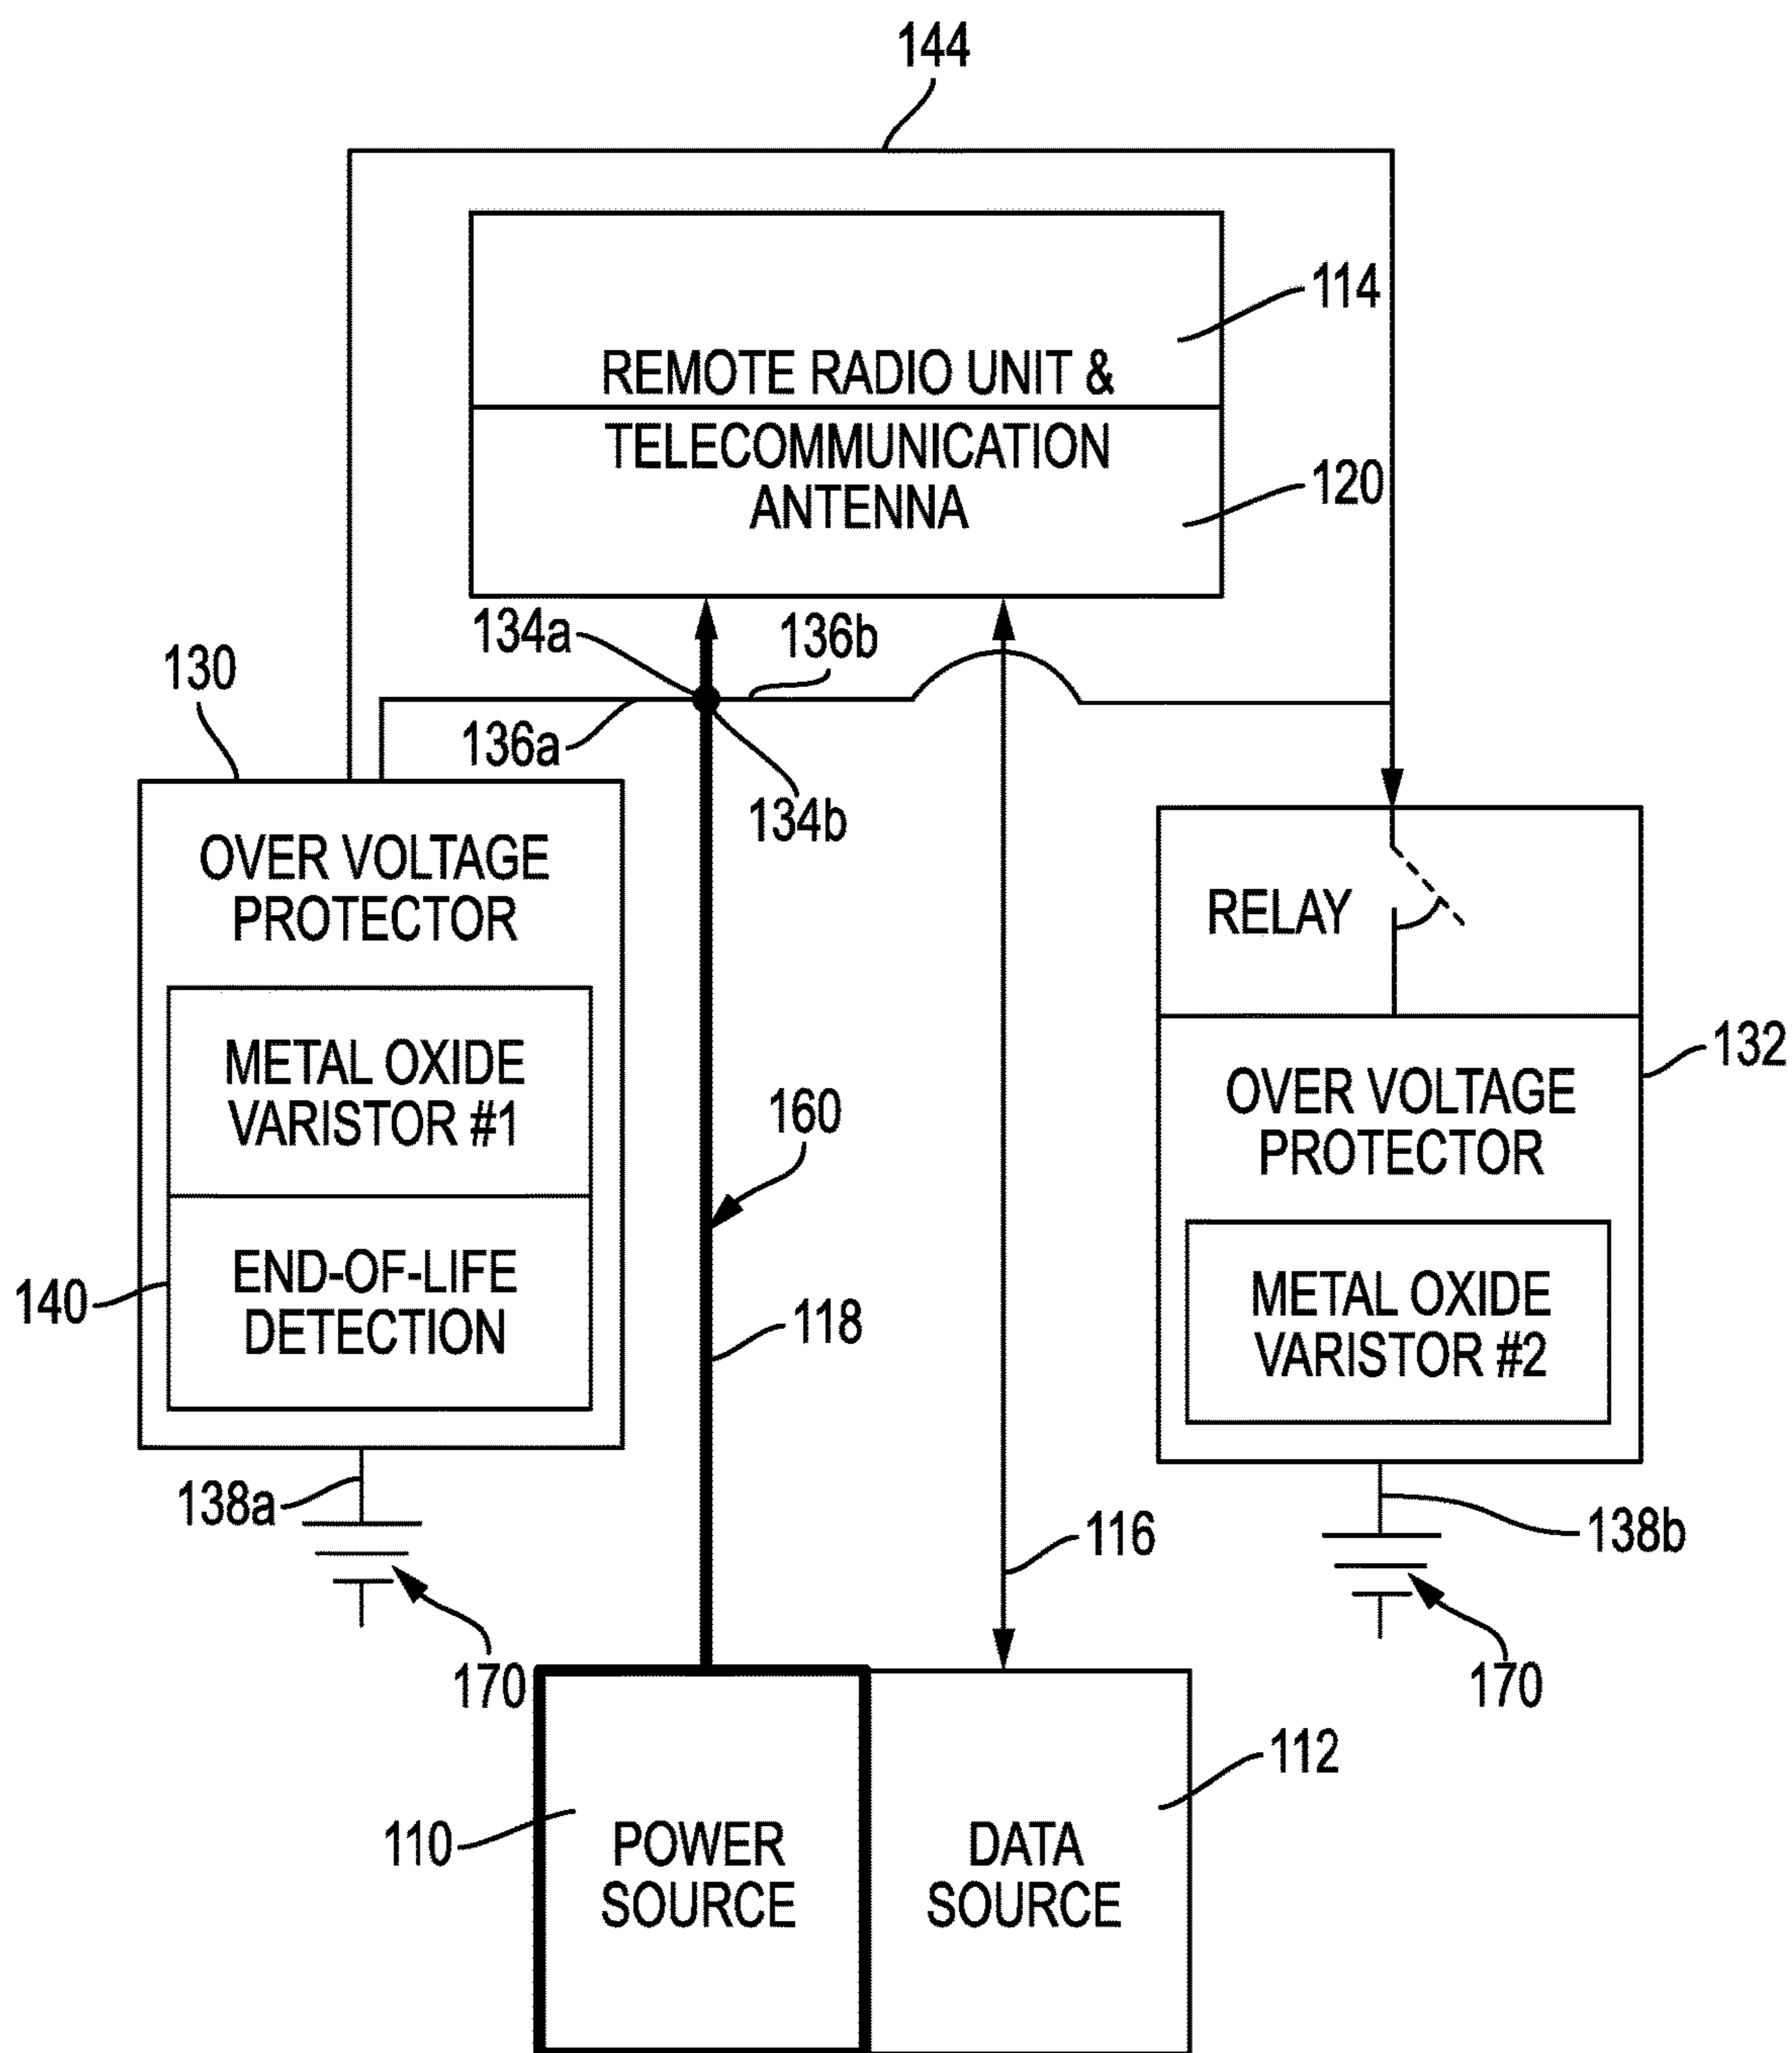 144
114
REMOTE RADIO UNIT &
TELECOMMUNICATION
ANTENNA
120
134a
136b
130
136a
134b
OVER VOLTAGE
PROTECTOR
RELAY
METAL OXIDE
VARISTOR #1
132
OVER VOLTAGE
PROTECTOR
160
END-OF-LIFE
DETECTION
140
118
METAL OXIDE
VARISTOR #2
138a
116
138b
170
170
112
110
POWER
SOURCE
DATA
SOURCE